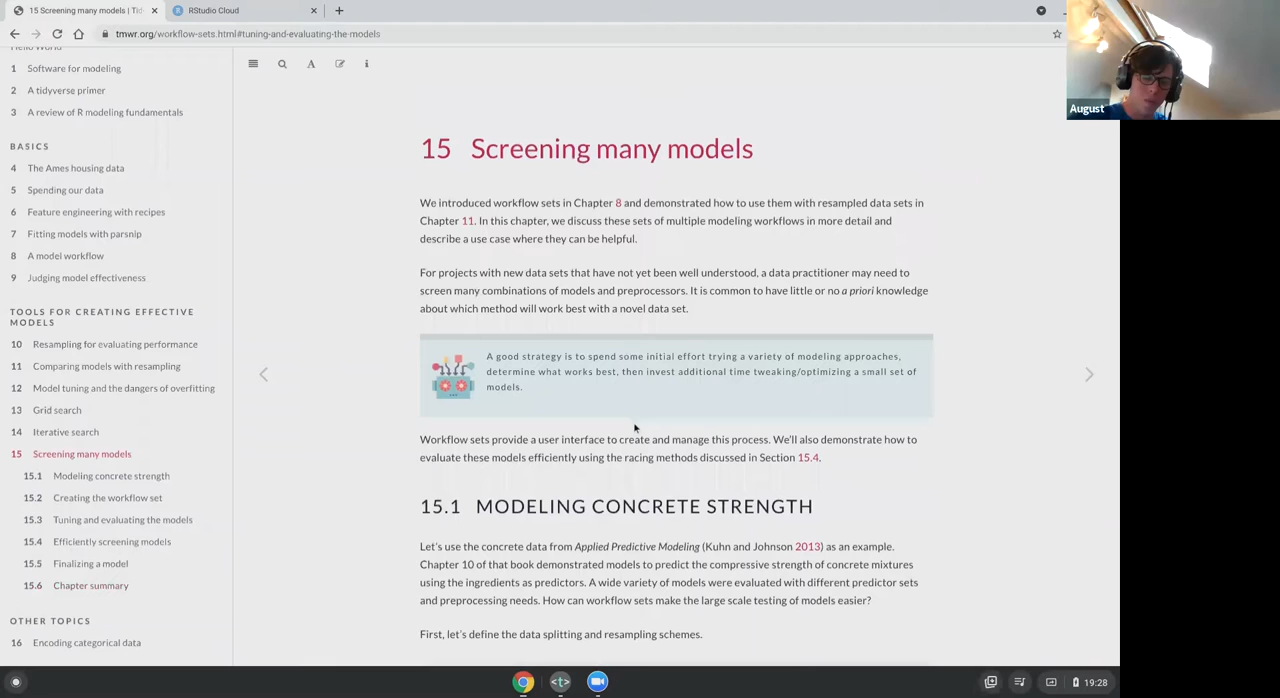 15 Screening many models | Tid
RStudio Cloud
tmwr.org/workflow-sets.html#tuning-and-evaluating-the-models
August
Hello World
1 Software for modeling
2 A tidyverse primer
3 A review of R modeling fundamentals
BASICS
4 The Ames housing data
5 Spending our data
6 Feature engineering with recipes
7 Fitting models with parsnip
8 A model workflow
9 Judging model effectiveness
TOOLS FOR CREATING EFFECTIVE
MODELS
10 Resampling for evaluating performance
11 Comparing models with resampling
12 Model tuning and the dangers of overfitting
13 Grid search
14 Iterative search
15 Screening many models
15.1 Modeling concrete strength
15.2 Creating the workflow set
15.3 Tuning and evaluating the models
15.4 Efficiently screening models
15.5 Finalizing a model
15.6 Chapter summary
OTHER TOPICS
16 Encoding categorical data
15 Screening many models
We introduced workflow sets in Chapter 8 and demonstrated how to use them with resampled data sets in
Chapter 11. In this chapter, we discuss these sets of multiple modeling workflows in more detail and
describe a use case where they can be helpful.
For projects with new data sets that have not yet been well understood, a data practitioner may need to
screen many combinations of models and preprocessors. It is common to have little or no a priori knowledge
about which method will work best with a novel data set.
A good strategy is to spend some initial effort trying a variety of modeling approaches,
determine what works best, then invest additional time tweaking/optimizing a small set of
models.
Workflow sets provide a user interface to create and manage this process. We'll also demonstrate how to
evaluate these models efficiently using the racing methods discussed in Section 15.4.
15.1 MODELING CONCRETE STRENGTH
Let's use the concrete data from Applied Predictive Modeling (Kuhn and Johnson 2013) as an example.
Chapter 10 of that book demonstrated models to predict the compressive strength of concrete mixtures
using the ingredients as predictors. A wide variety of models were evaluated with different predictor sets
and preprocessing needs. How can workflow sets make the large scale testing of models easier?
First, let's define the data splitting and resampling schemes.
<t>
19:28